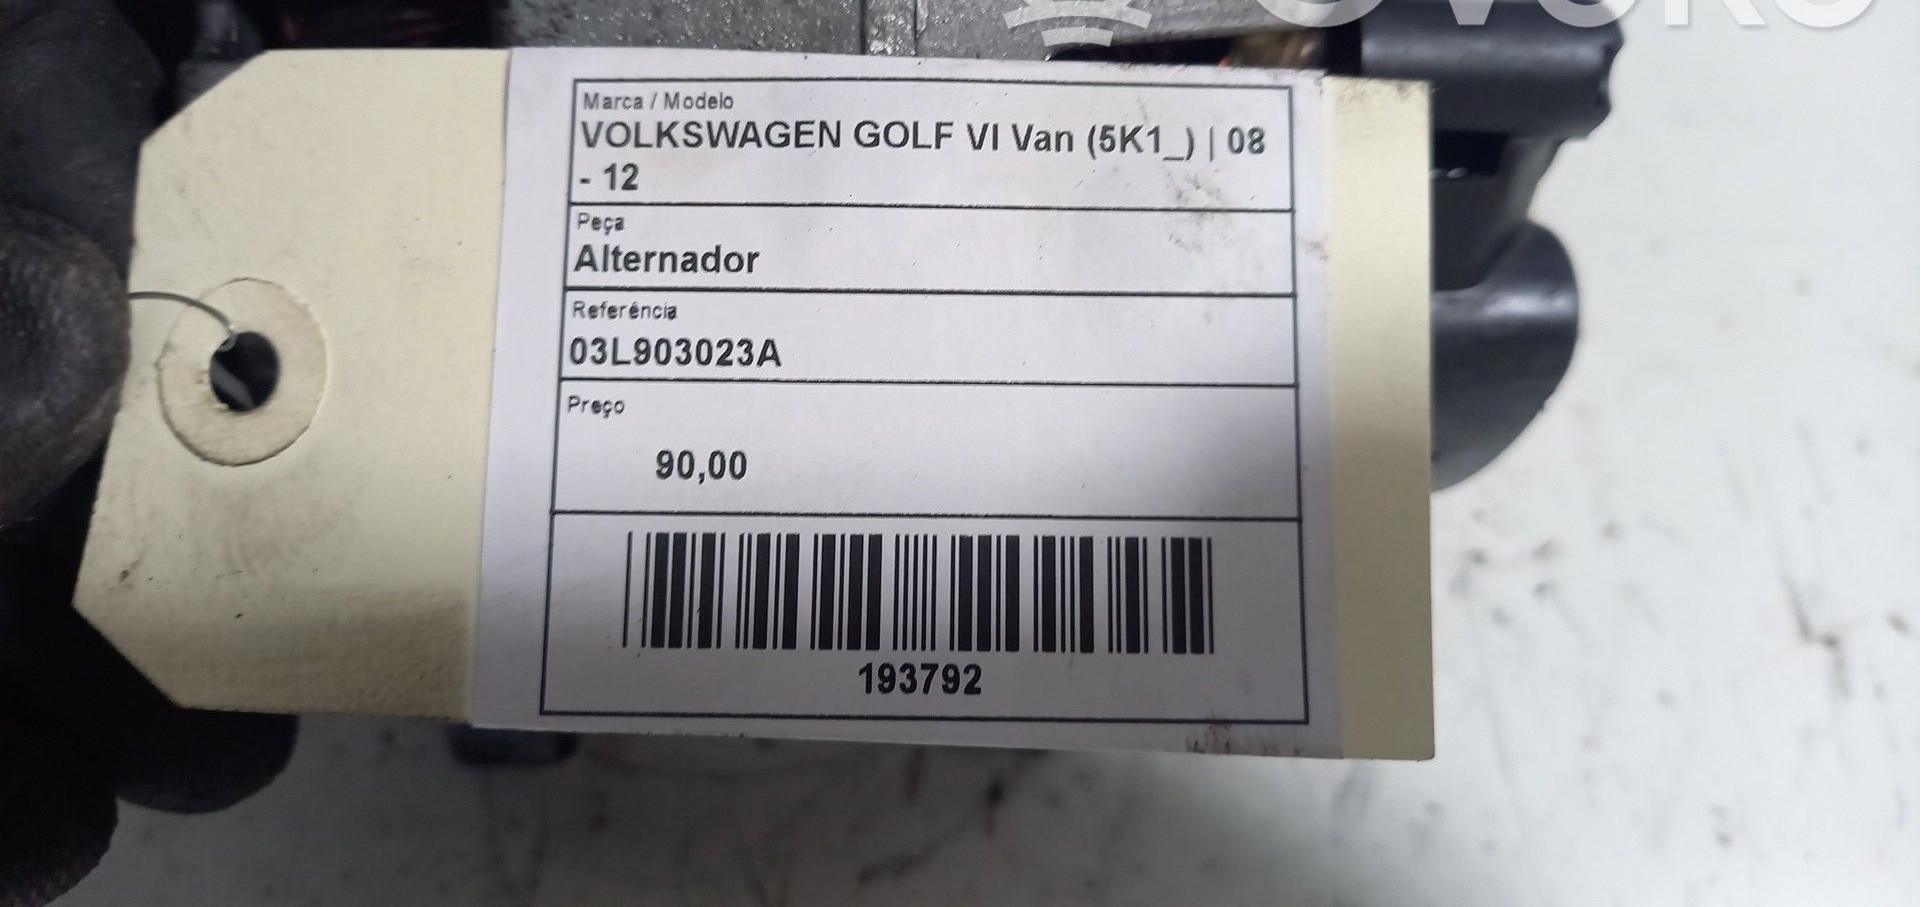 Marca / Modelo
VOLKSWAGEN GOLF VI Van (5K1_) | 08
- 12
Peça
Alternador
Referência
03L903023A
Preço
90,00
193792